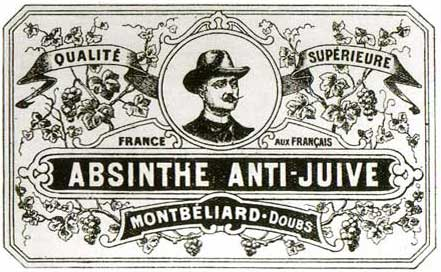 QUALITÉ SUPÉRIEURE
FRANCE AUX FRANÇAIS
ABSINTHE ANTI-JUIVE
MONTBÉLIARD·DOUBS